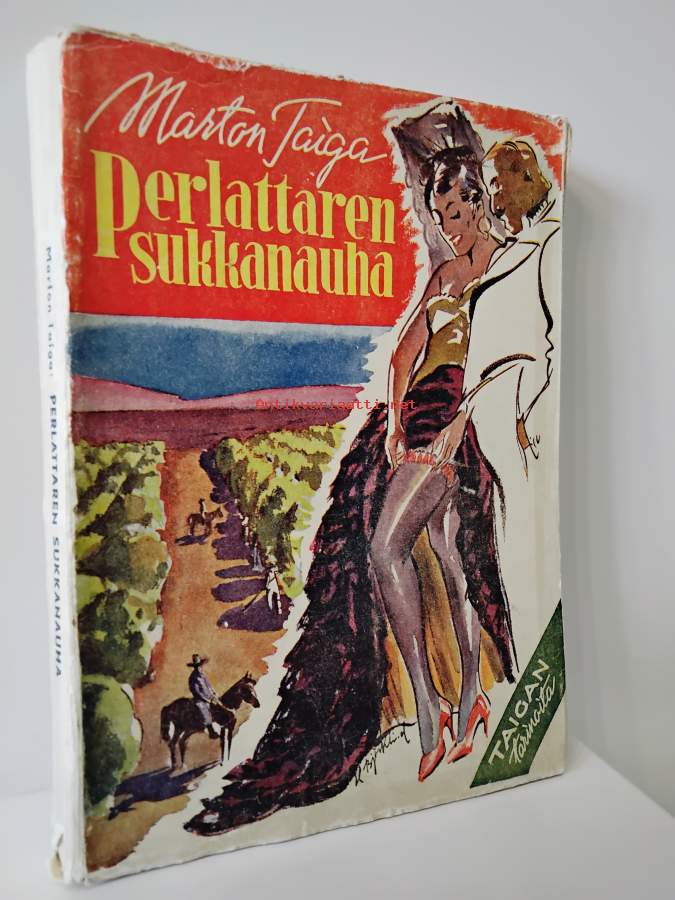 Marton Taiga
Perlattaren
sukkanauha
Marton Taiga: PERLATTAREN SUKKANAUHA
Antikvariaatti.net
TAIGAN
tarinoita